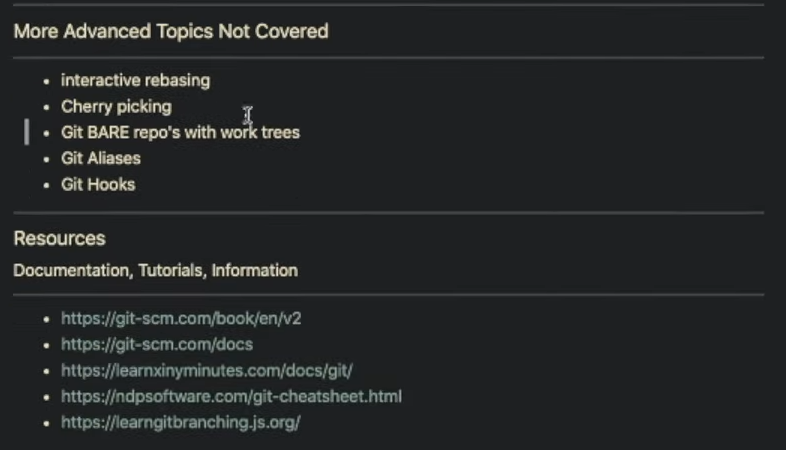 More Advanced Topics Not Covered
• interactive rebasing
• Cherry picking
• Git BARE repo's with work trees
• Git Aliases
• Git Hooks
Resources
Documentation, Tutorials, Information
• https://git-scm.com/book/en/v2
• https://git-scm.com/docs
• https://learnxinyminutes.com/docs/git/
• https://ndpsoftware.com/git-cheatsheet.html
• https://learngitbranching.js.org/